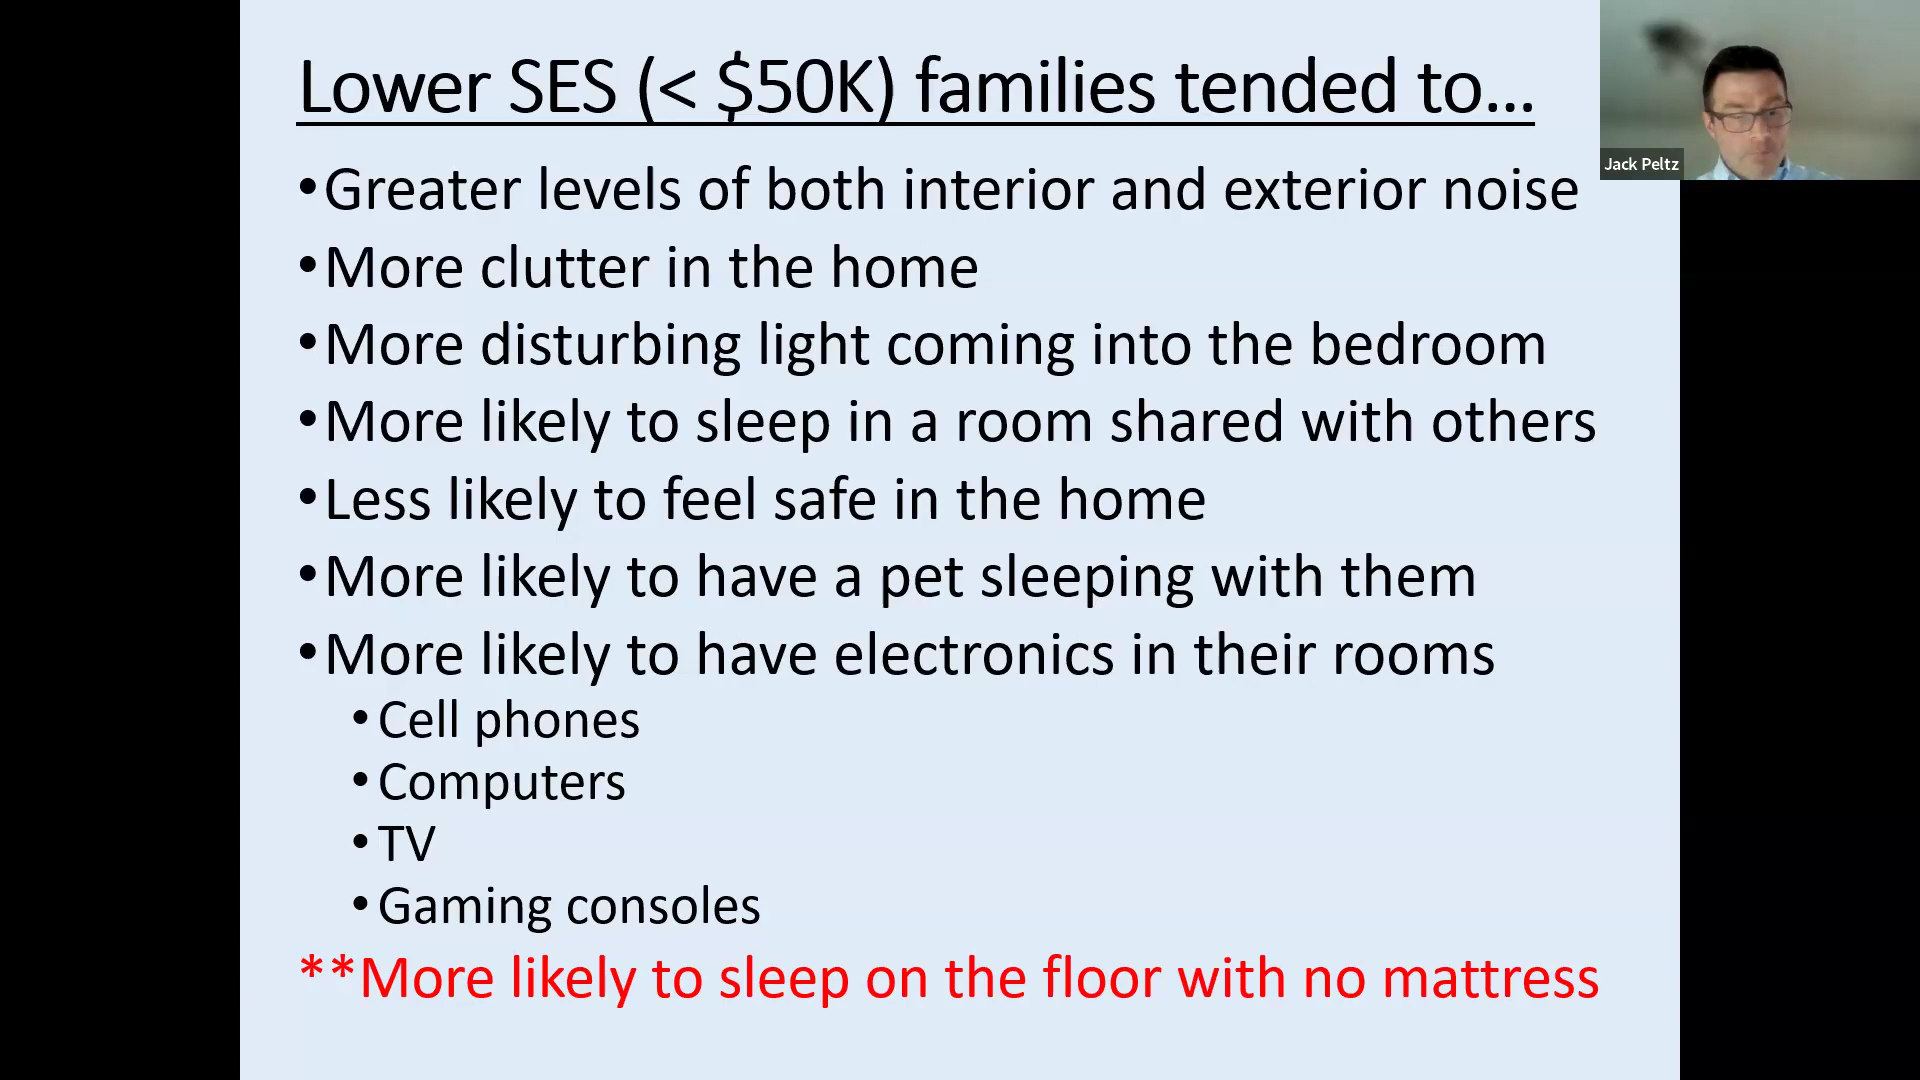 Lower SES (< $50K) families tended to...
•Greater levels of both interior and exterior noise
•More clutter in the home
•More disturbing light coming into the bedroom
•More likely to sleep in a room shared with others
•Less likely to feel safe in the home
•More likely to have a pet sleeping with them
•More likely to have electronics in their rooms
•Cell phones
•Computers
•TV
•Gaming consoles
**More likely to sleep on the floor with no mattress
Jack Peltz